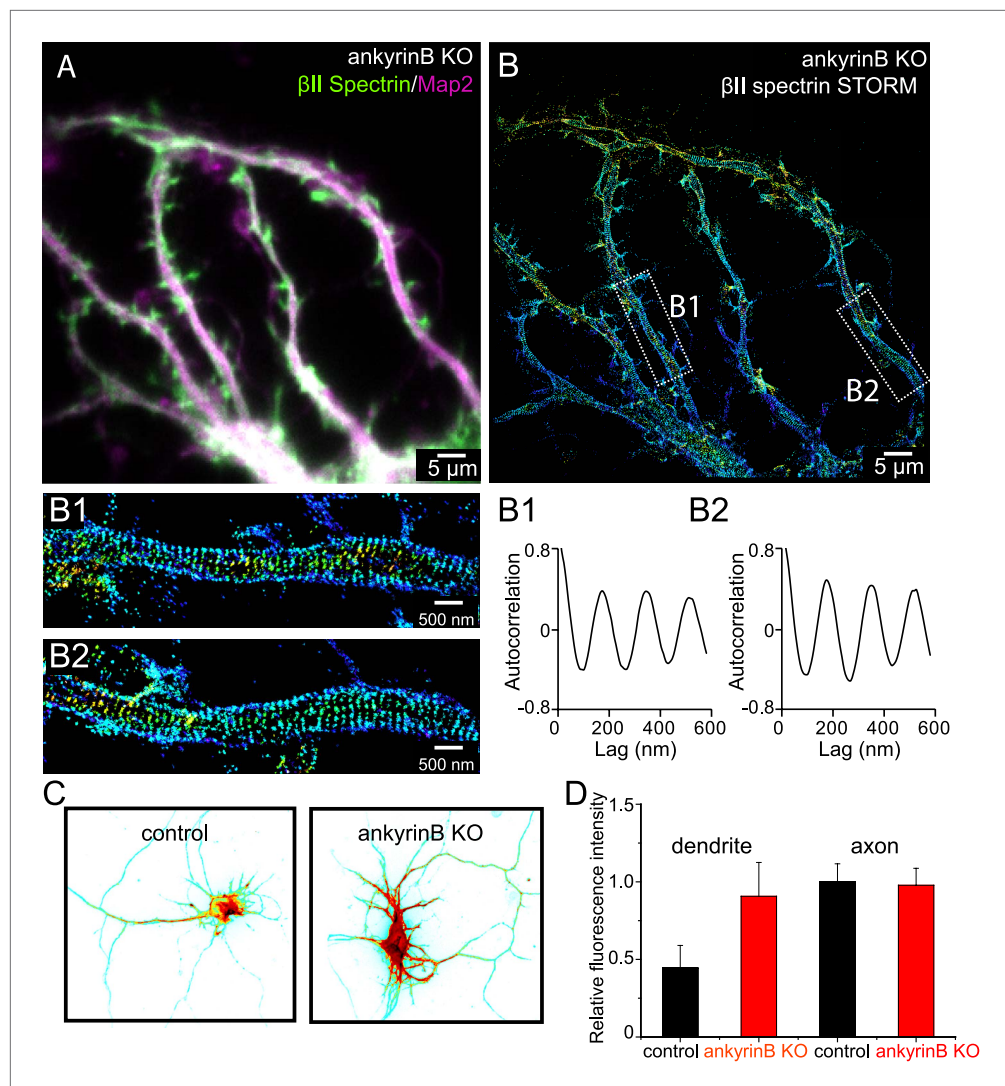 A
ankyrinB KO
βII Spectrin/Map2
5 µm
B
ankyrinB KO
βII spectrin STORM
B1
B2
5 µm
B1
500 nm
B2
500 nm
B1
Autocorrelation
0.8
0
-0.8
0 200 400 600
Lag (nm)
B2
Autocorrelation
0.8
0
-0.8
0 200 400 600
Lag (nm)
C
control
ankyrinB KO
D
Relative fluorescence intensity
1.5
1.0
0.5
0
dendrite axon
control ankyrinB KO control ankyrinB KO